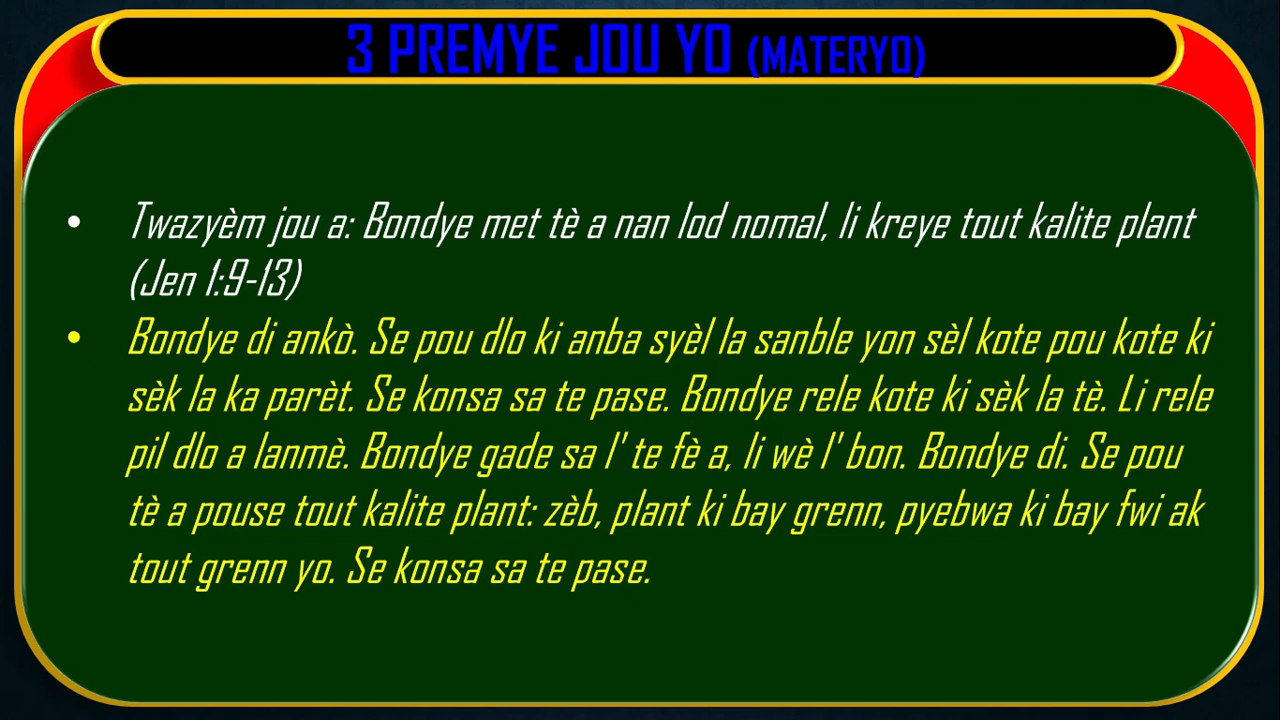 3 PREMYE JOU YO (MATERYO)
• Twazyèm jou a: Bondye met tè a nan lod nomal, li kreye tout kalite plant
(Jen 1:9-13)
• Bondye di ankò. Se pou dlo ki anba syèl la sanble yon sèl kote pou kote ki
sèk la ka parèt. Se konsa sa te pase. Bondye rele kote ki sèk la tè. Li rele
pil dlo a lanmè. Bondye gade sa l' te fè a, li wè l' bon. Bondye di. Se pou
tè a pouse tout kalite plant: zèb, plant ki bay grenn, pyebwa ki bay fwi ak
tout grenn yo. Se konsa sa te pase.